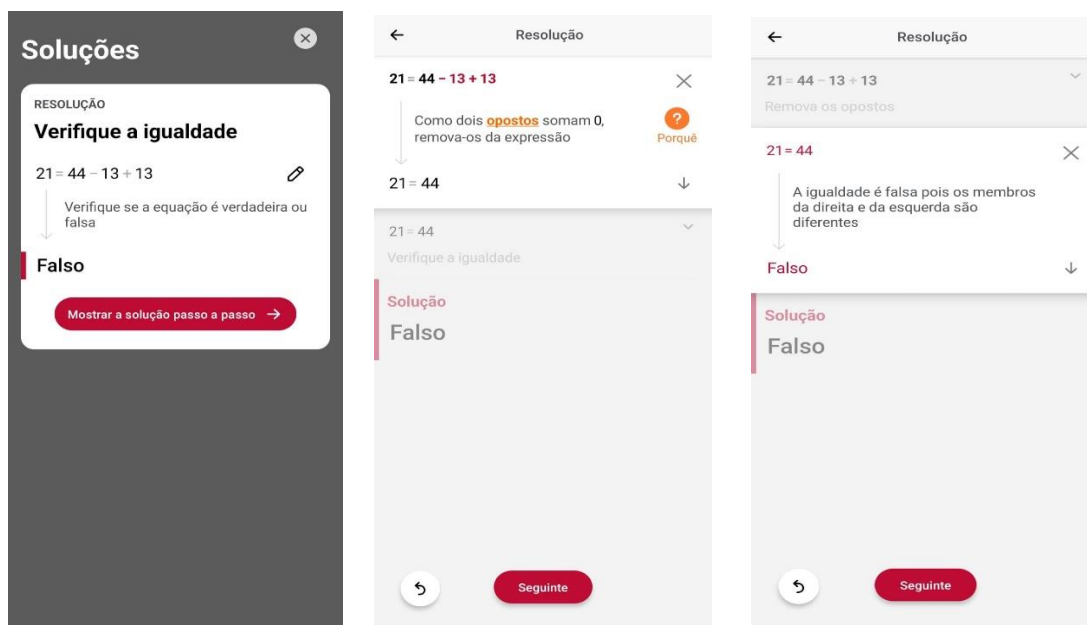 Soluções
RESOLUÇÃO
Verifique a igualdade
21 = 44 − 13 + 13
Verifique se a equação é verdadeira ou
falsa
Falso
Mostrar a solução passo a passo →
← Resolução
21 = 44 − 13 + 13
Como dois opostos somam 0,
remova-os da expressão
?
Porquê
21 = 44
21 = 44
Verifique a igualdade
Solução
Falso
Seguinte
← Resolução
21 = 44 − 13 + 13
Remova os opostos
21 = 44
A igualdade é falsa pois os membros
da direita e da esquerda são
diferentes
Falso
Solução
Falso
Seguinte